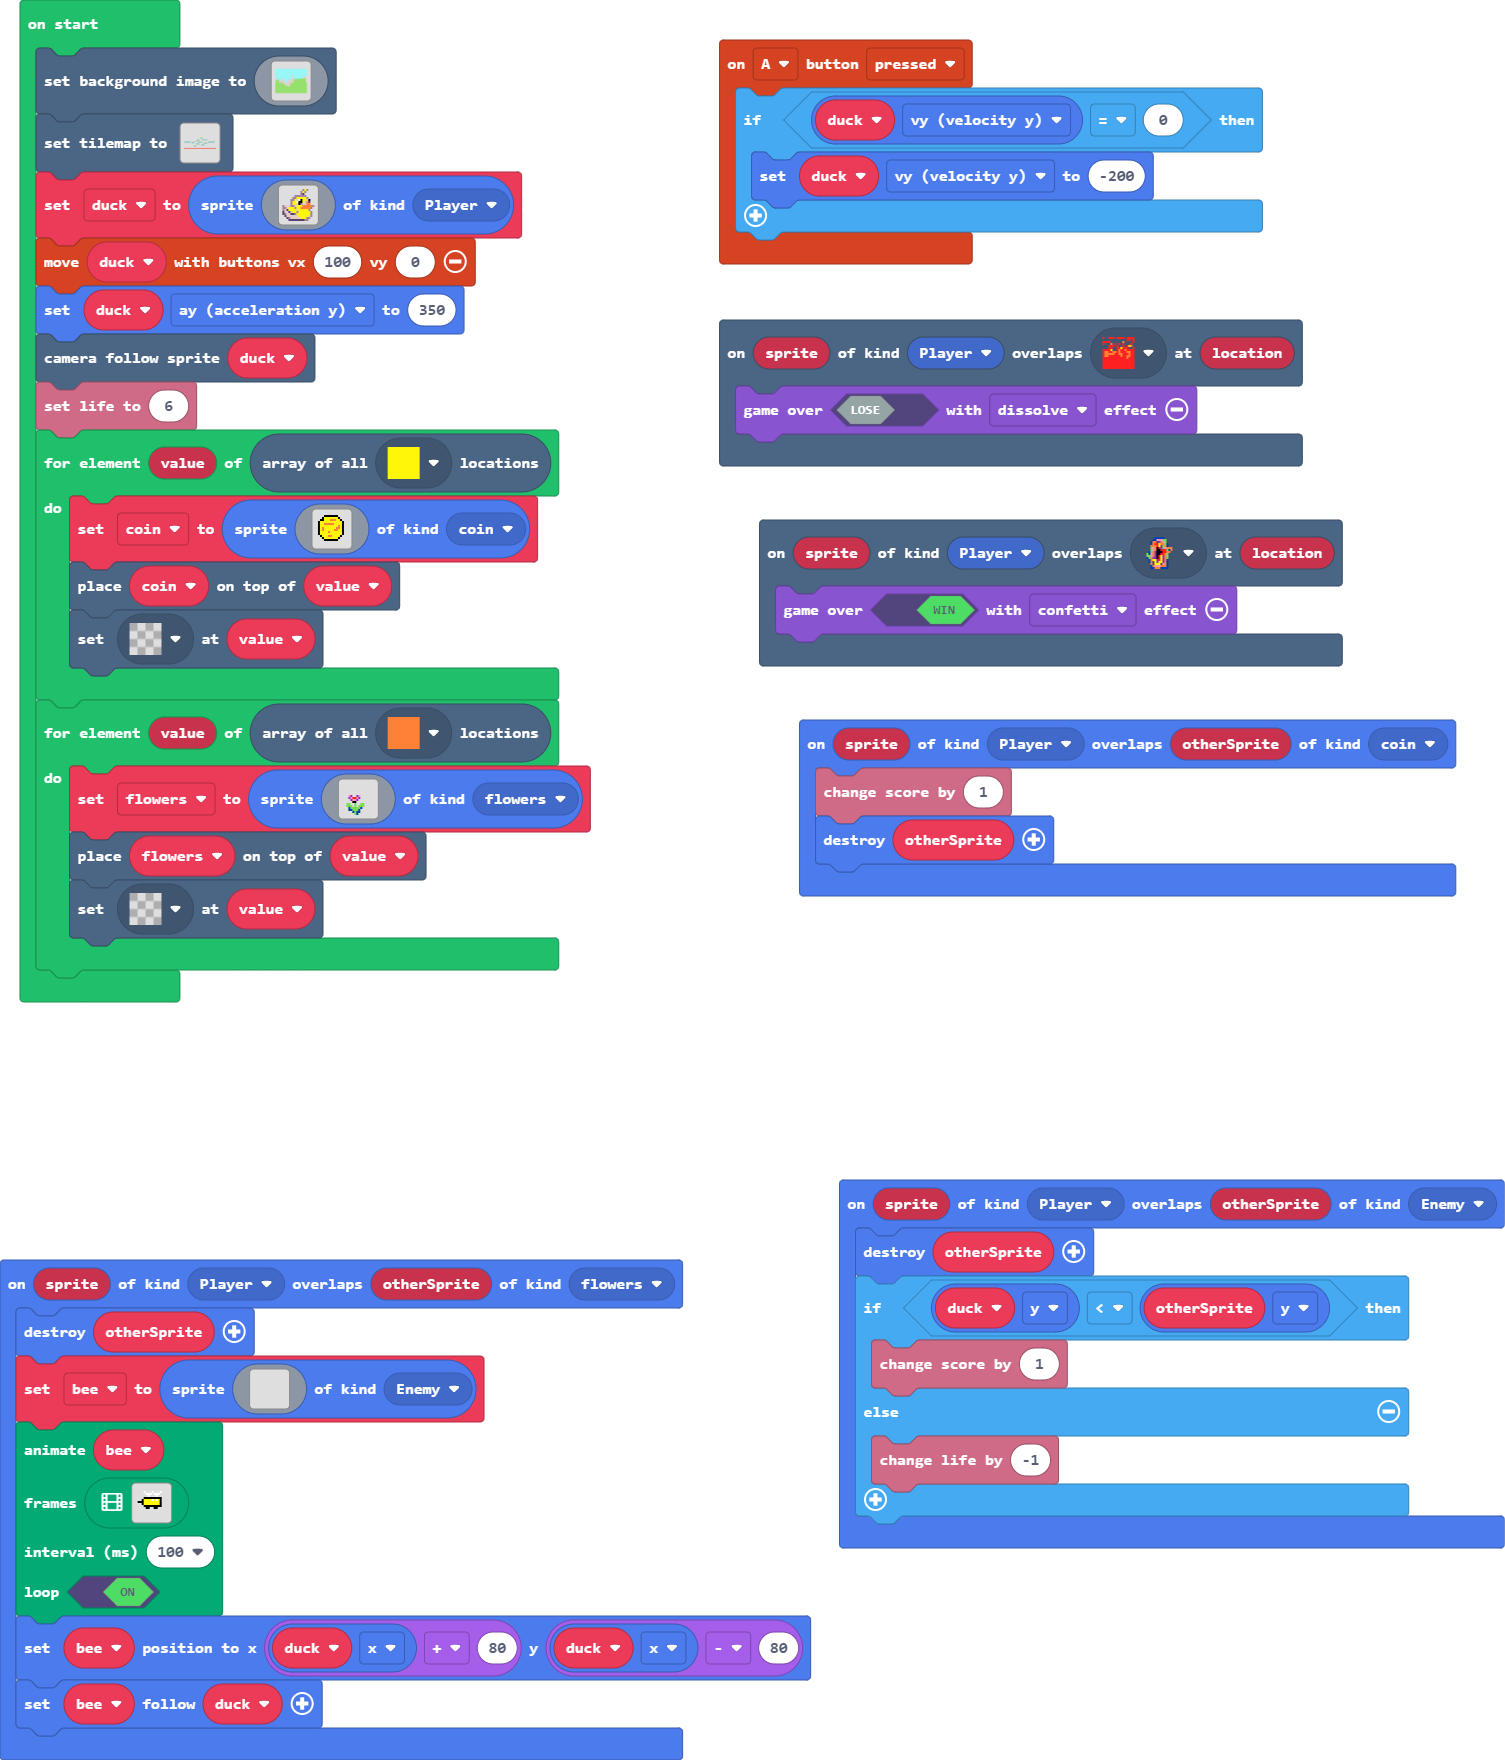 on start
set background image to
set tilemap to
set duck to sprite of kind Player
move duck with buttons vx 100 vy 0
set duck ay (acceleration y) to 350
camera follow sprite duck
set life to 6
for element value of array of all locations
do
set coin to sprite of kind coin
place coin on top of value
set at value
for element value of array of all locations
do
set flowers to sprite of kind flowers
place flowers on top of value
set at value
on A button pressed
if duck vy (velocity y) = 0 then
set duck vy (velocity y) to -200
on sprite of kind Player overlaps at location
game over LOSE with dissolve effect
on sprite of kind Player overlaps at location
game over WIN with confetti effect
on sprite of kind Player overlaps otherSprite of kind coin
change score by 1
destroy otherSprite
on sprite of kind Player overlaps otherSprite of kind flowers
destroy otherSprite
set bee to sprite of kind Enemy
animate bee
frames
interval (ms) 100
loop ON
set bee position to x duck x + 80 y duck x - 80
set bee follow duck
on sprite of kind Player overlaps otherSprite of kind Enemy
destroy otherSprite
if duck y < otherSprite y then
change score by 1
else
change life by -1